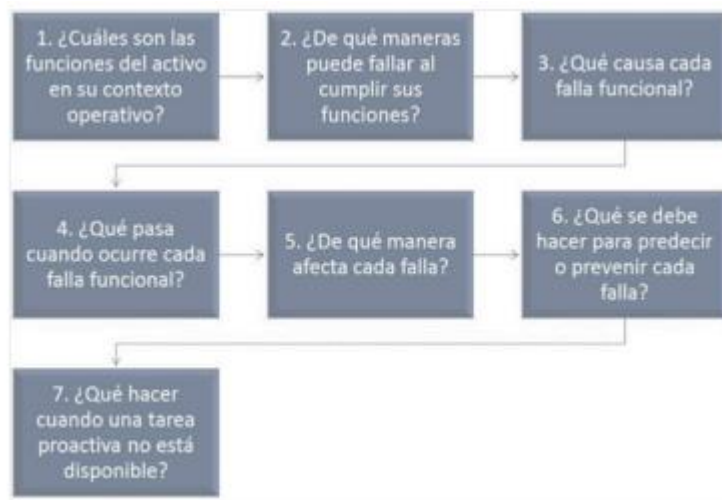 1. ¿Cuáles son las
funciones del activo
en su contexto
operativo?
2. ¿De qué maneras
puede fallar al
cumplir sus
funciones?
3. ¿Qué causa cada
falla funcional?
4. ¿Qué pasa
cuando ocurre cada
falla funcional?
5. ¿De qué manera
afecta cada falla?
6. ¿Qué se debe
hacer para predecir
o prevenir cada
falla?
7. ¿Qué hacer
cuando una tarea
proactiva no está
disponible?